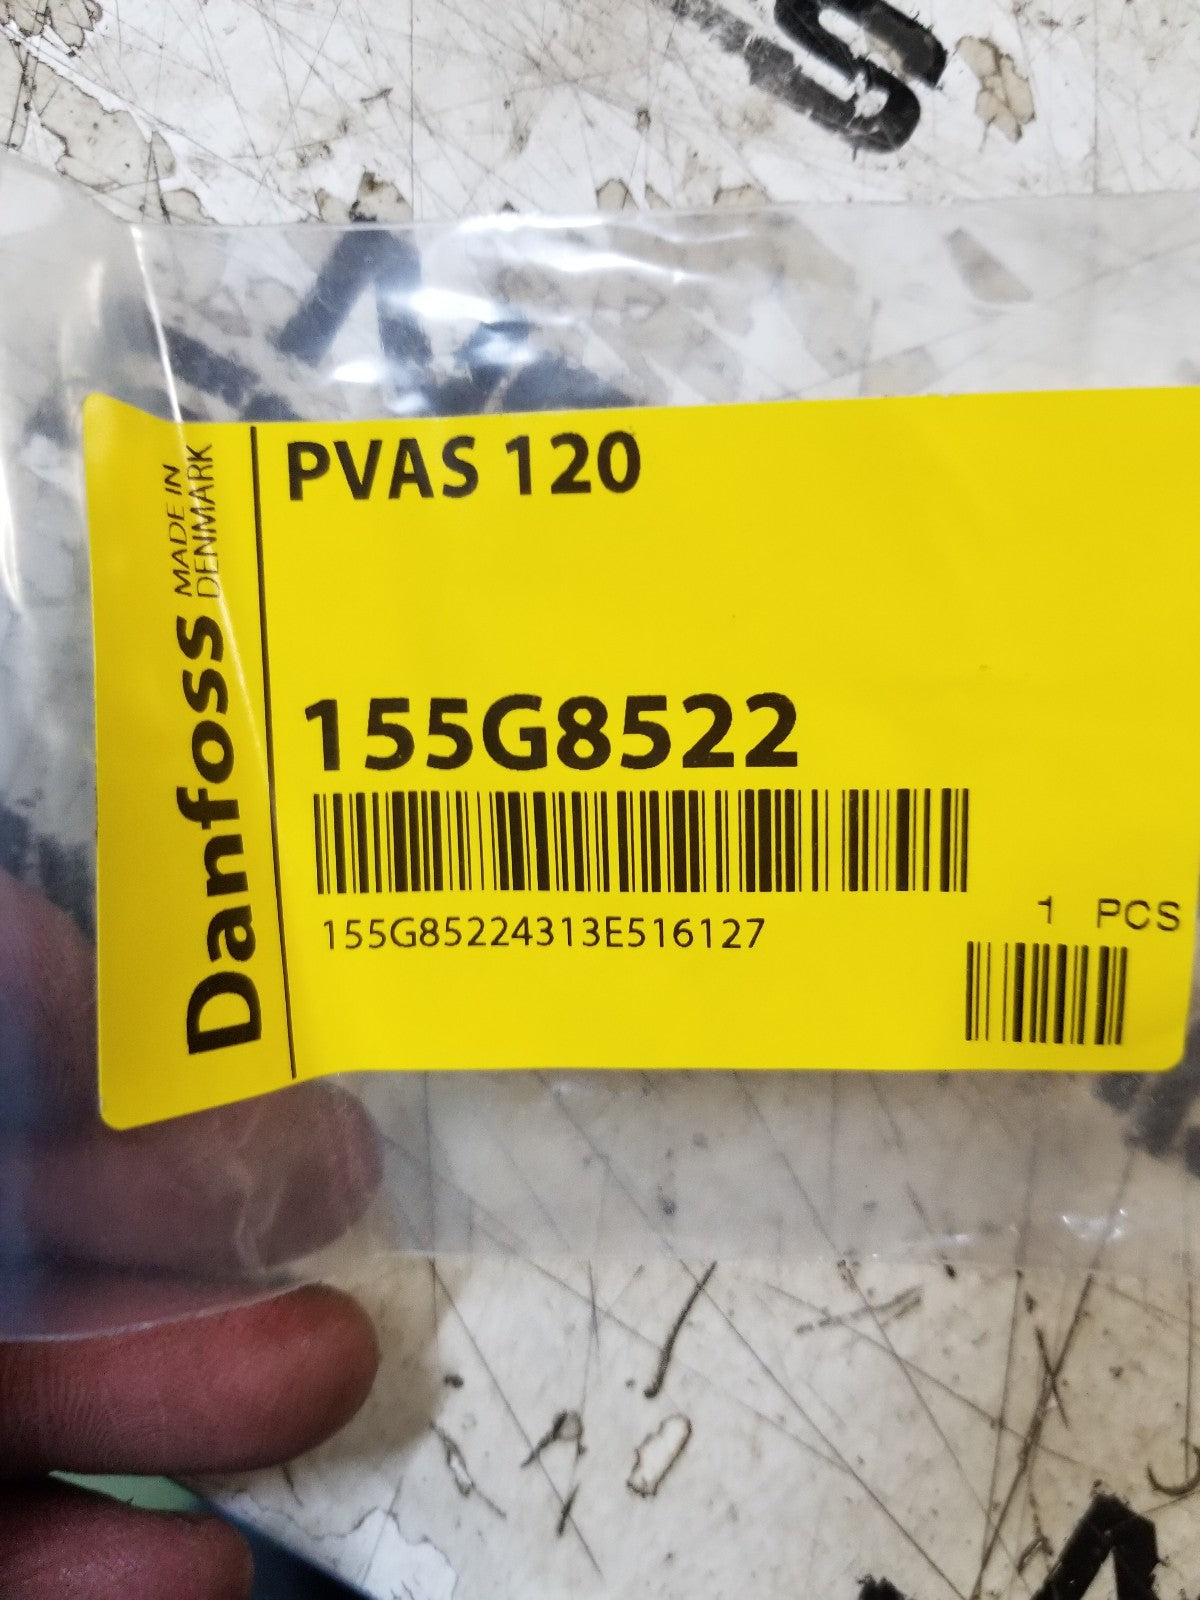 PVAS 120
MADE IN
DENMARK
Danfoss
155G8522
155G85224313E516127
1 PCS